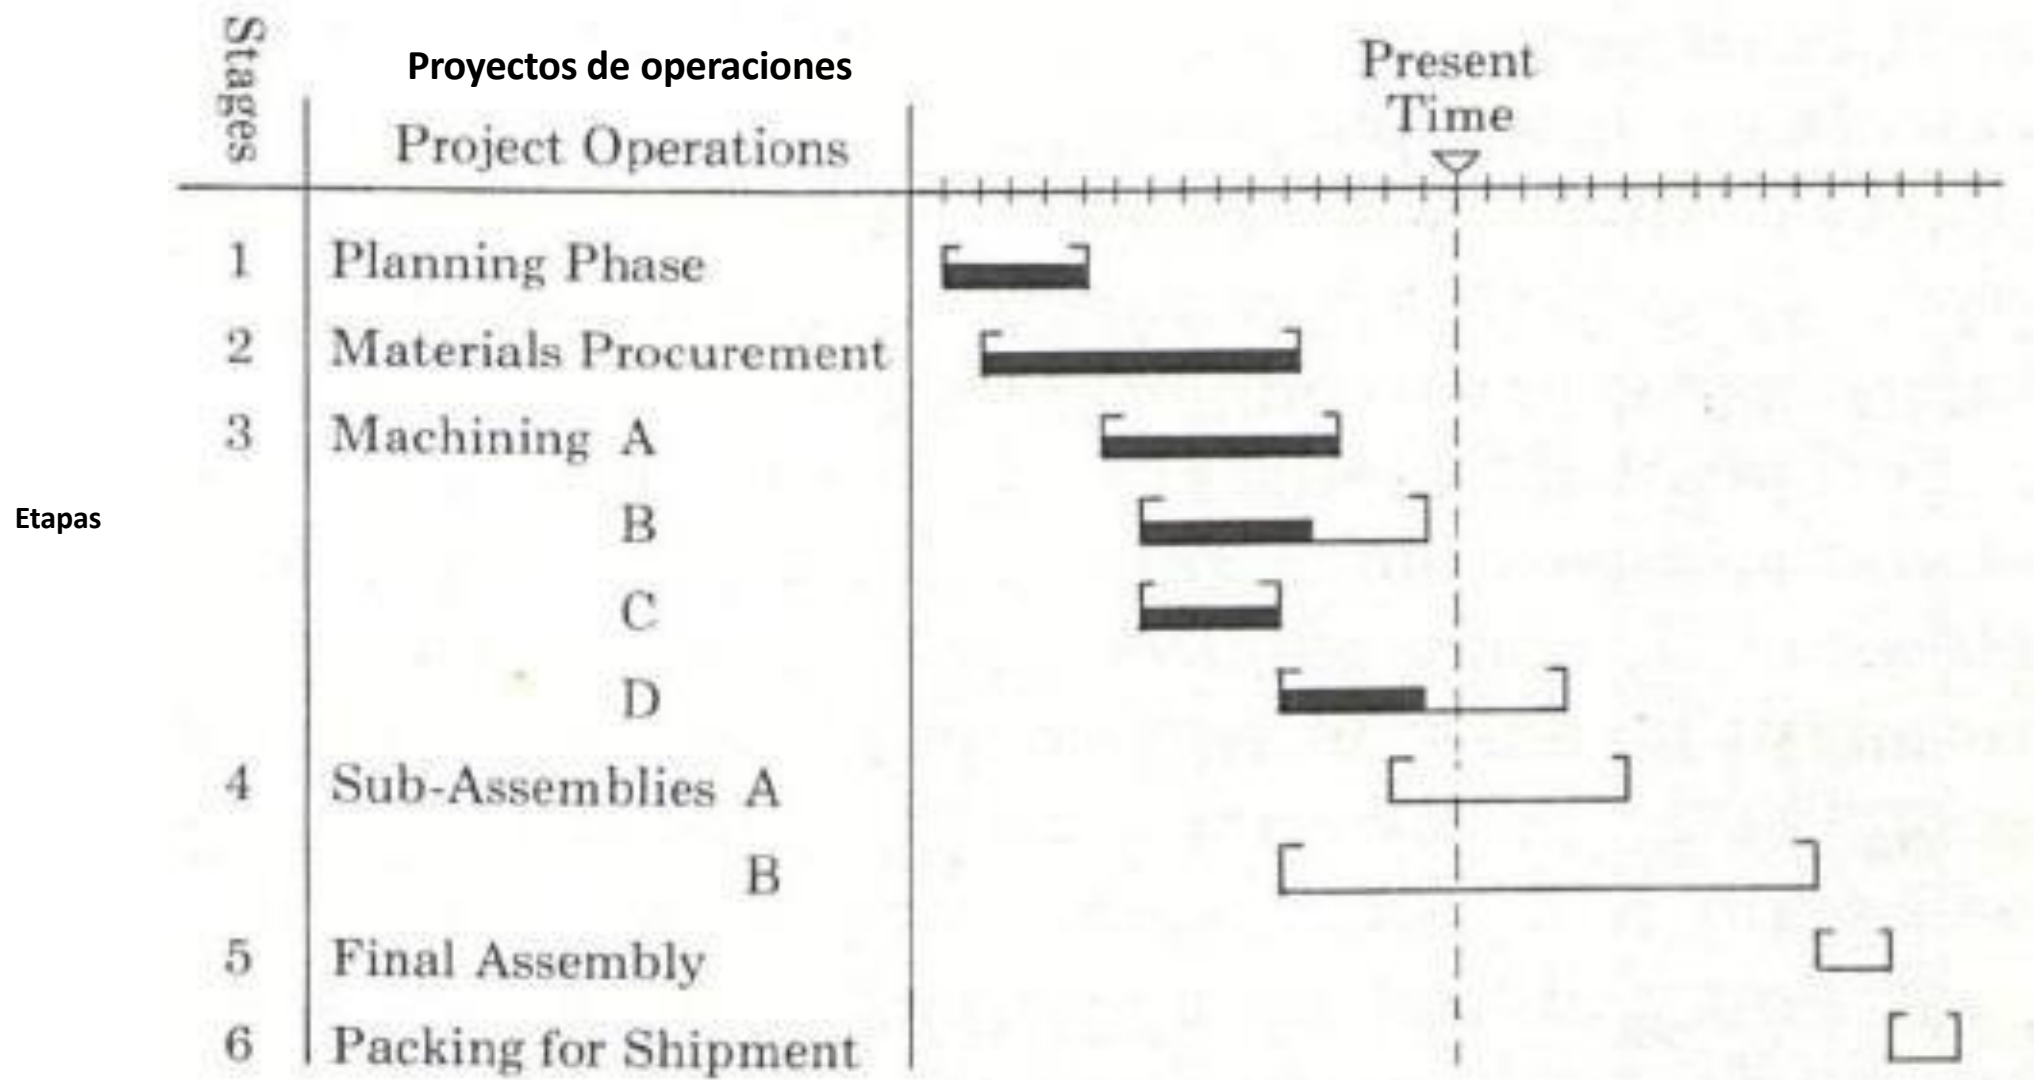 Stages
Proyectos de operaciones
Project Operations
Present
Time
1 Planning Phase
2 Materials Procurement
3 Machining A
B
Etapas
C
D
4 Sub-Assemblies A
B
5 Final Assembly
6 Packing for Shipment